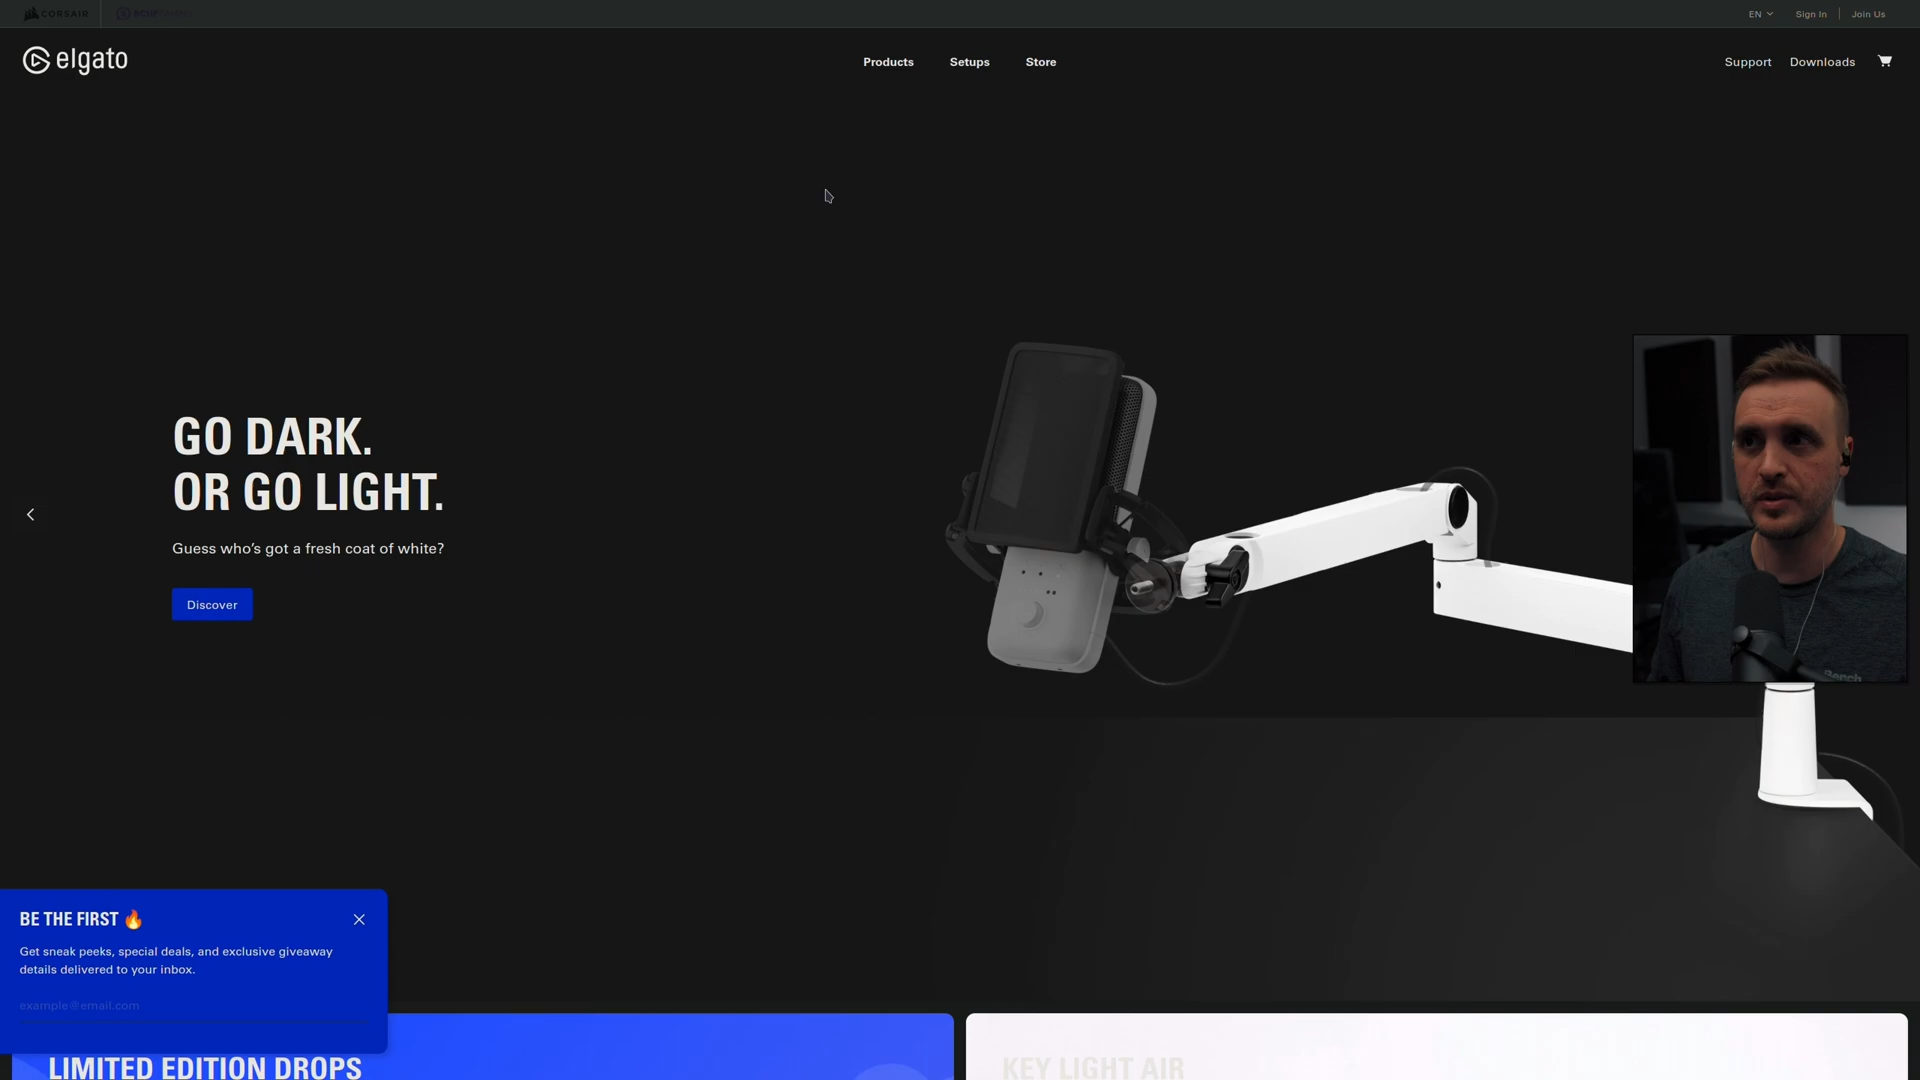 CORSAIR
EN
Sign In
Join Us
elgato
Products
Setups
Store
Support
Downloads
GO DARK.
OR GO LIGHT.
Guess who's got a fresh coat of white?
Discover
BE THE FIRST 🔥
Get sneak peeks, special deals, and exclusive giveaway
details delivered to your inbox.
example@email.com
LIMITED EDITION DROPS
KEY LIGHT AIR